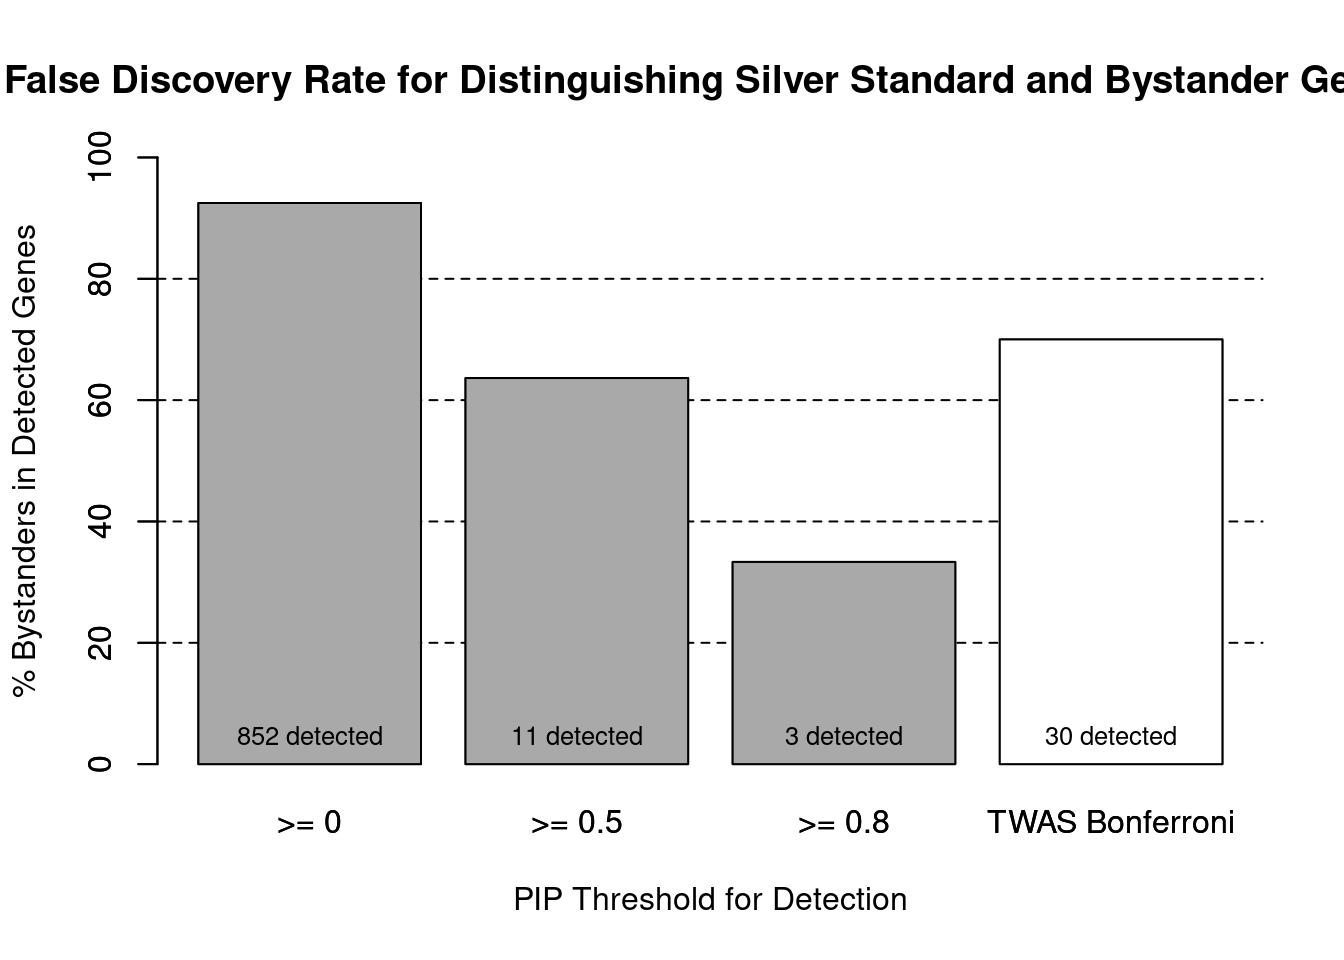 False Discovery Rate for Distinguishing Silver Standard and Bystander Ge
% Bystanders in Detected Genes
100
80
60
40
20
0
852 detected
11 detected
3 detected
30 detected
>= 0
>= 0.5
>= 0.8
TWAS Bonferroni
PIP Threshold for Detection